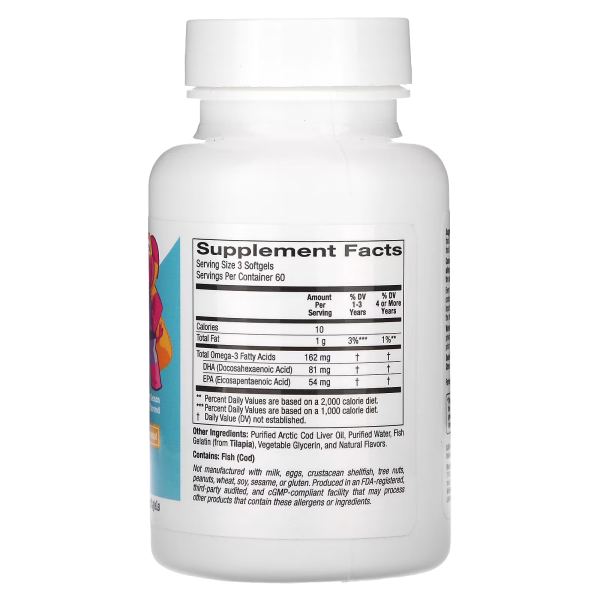 Supplement Facts
Serving Size 3 Softgels
Servings Per Container 60
Amount Per Serving % DV 1-3 Years % DV 4 or More Years
Calories 10
Total Fat 1 g 3%*** 1%**
Total Omega-3 Fatty Acids 162 mg † †
DHA (Docosahexaenoic Acid) 81 mg † †
EPA (Eicosapentaenoic Acid) 54 mg † †
** Percent Daily Values are based on a 2,000 calorie diet.
*** Percent Daily Values are based on a 1,000 calorie diet.
† Daily Value (DV) not established.
Other Ingredients: Purified Arctic Cod Liver Oil, Purified Water, Fish
Gelatin (from Tilapia), Vegetable Glycerin, and Natural Flavors.
Contains: Fish (Cod)
Not manufactured with milk, eggs, crustacean shellfish, tree nuts,
peanuts, wheat, soy, sesame, or gluten. Produced in an FDA-registered,
third-party audited, and cGMP-compliant facility that may process
other products that contain these allergens or ingredients.